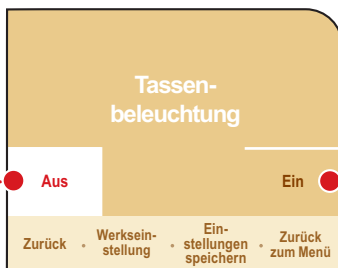 Tassen-
beleuchtung
Aus
Ein
Zurück
Werksein-
stellung
Ein-
stellungen
speichern
Zurück
zum Menü